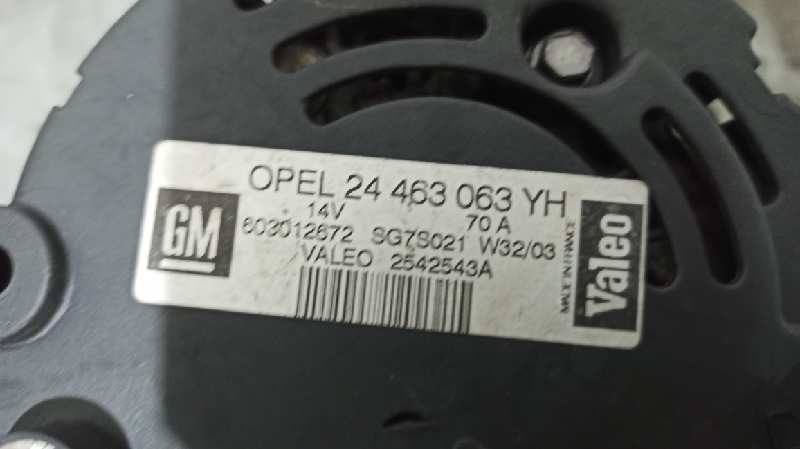 GM
OPEL 24 463 063 YH
14V 70 A
603012672 SG7S021 W32/03
VALEO 2542543A
MADE IN FRANCE
Valeo